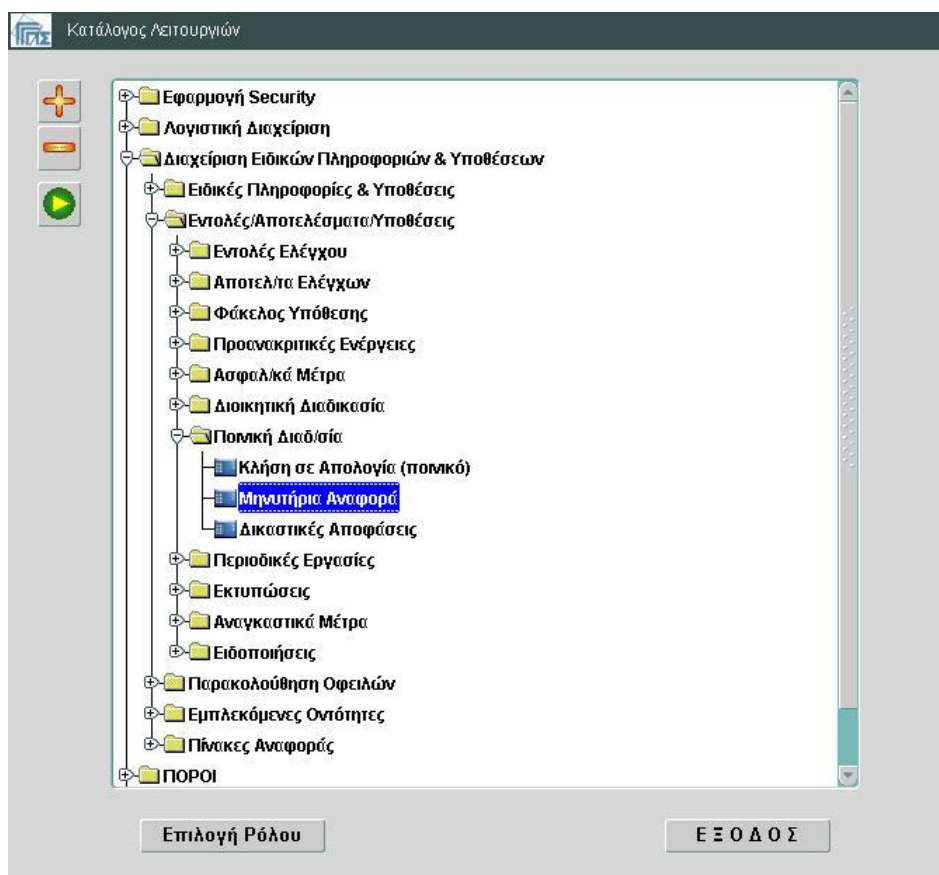 Κατάλογος Λειτουργιών
Εφαρμογή Security
Λογιστική Διαχείριση
Διαχείριση Ειδικών Πληροφοριών & Υποθέσεων
Ειδικές Πληροφορίες & Υποθέσεις
Εντολές/Αποτελέσματα/Υποθέσεις
Εντολές Ελέγχου
Αποτελ/τα Ελέγχων
Φάκελος Υπόθεσης
Προανακριτικές Ενέργειες
Ασφαλ/κά Μέτρα
Διοικητική Διαδικασία
Ποινική Διαδ/σία
Κλήση σε Απολογία (ποινικό)
Μηνυτήρια Αναφορά
Δικαστικές Αποφάσεις
Περιοδικές Εργασίες
Εκτυπώσεις
Αναγκαστικά Μέτρα
Ειδοποιήσεις
Παρακολούθηση Οφειλών
Εμπλεκόμενες Οντότητες
Πίνακες Αναφοράς
ΠΟΡΟΙ
Επιλογή Ρόλου Ε Ξ Ο Δ Ο Σ